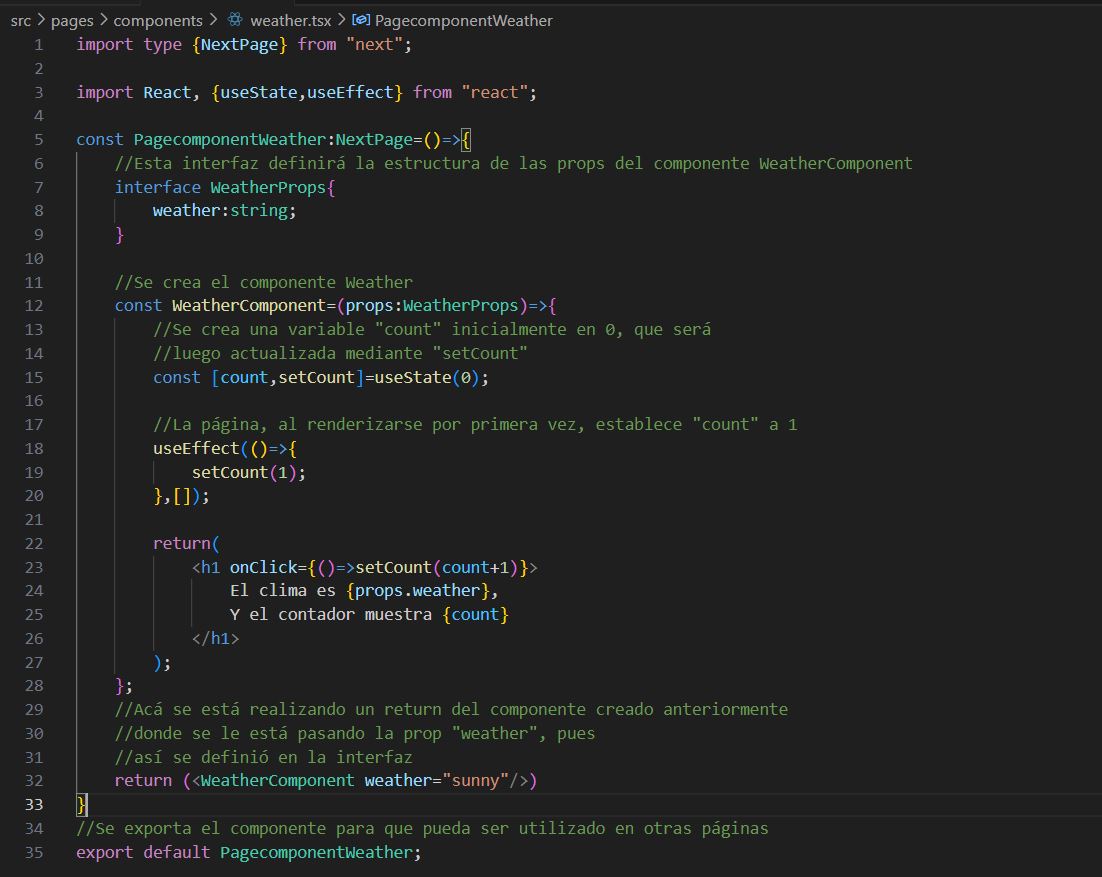 src > pages > components > weather.tsx > PagecomponentWeather
1 import type {NextPage} from "next";
2
3 import React, {useState,useEffect} from "react";
4
5 const PagecomponentWeather:NextPage=()=>{
6 //Esta interfaz definirá la estructura de las props del componente WeatherComponent
7 interface WeatherProps{
8 weather:string;
9 }
10
11 //Se crea el componente Weather
12 const WeatherComponent=(props:WeatherProps)=>{
13 //Se crea una variable "count" inicialmente en 0, que será
14 //luego actualizada mediante "setCount"
15 const [count,setCount]=useState(0);
16
17 //La página, al renderizarse por primera vez, establece "count" a 1
18 useEffect(()=>{
19 setCount(1);
20 },[]);
21
22 return(
23 <h1 onClick={()=>setCount(count+1)}>
24 El clima es {props.weather},
25 Y el contador muestra {count}
26 </h1>
27 );
28 };
29 //Acá se está realizando un return del componente creado anteriormente
30 //donde se le está pasando la prop "weather", pues
31 //así se definió en la interfaz
32 return (<WeatherComponent weather="sunny"/>)
33 }
34 //Se exporta el componente para que pueda ser utilizado en otras páginas
35 export default PagecomponentWeather;